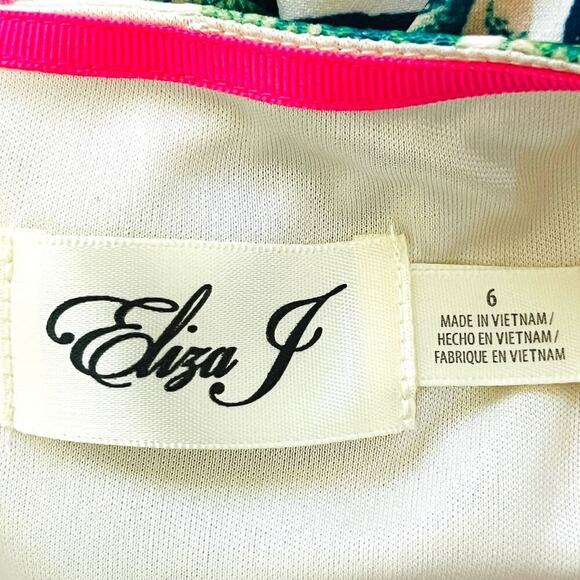 Eliza J
6
MADE IN VIETNAM/
HECHO EN VIETNAM/
FABRIQUE EN VIETNAM